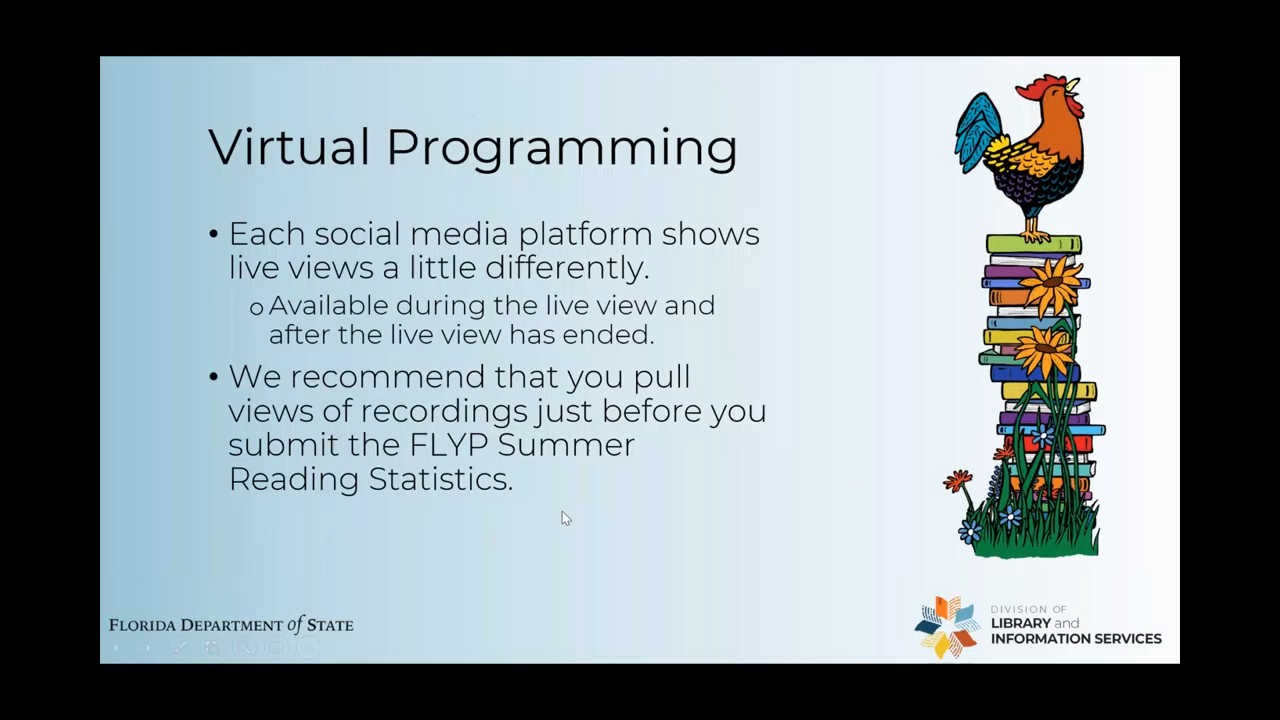 Virtual Programming
• Each social media platform shows
live views a little differently.
o Available during the live view and
after the live view has ended.
• We recommend that you pull
views of recordings just before you
submit the FLYP Summer
Reading Statistics.
FLORIDA DEPARTMENT of STATE
DIVISION OF
LIBRARY and
INFORMATION SERVICES